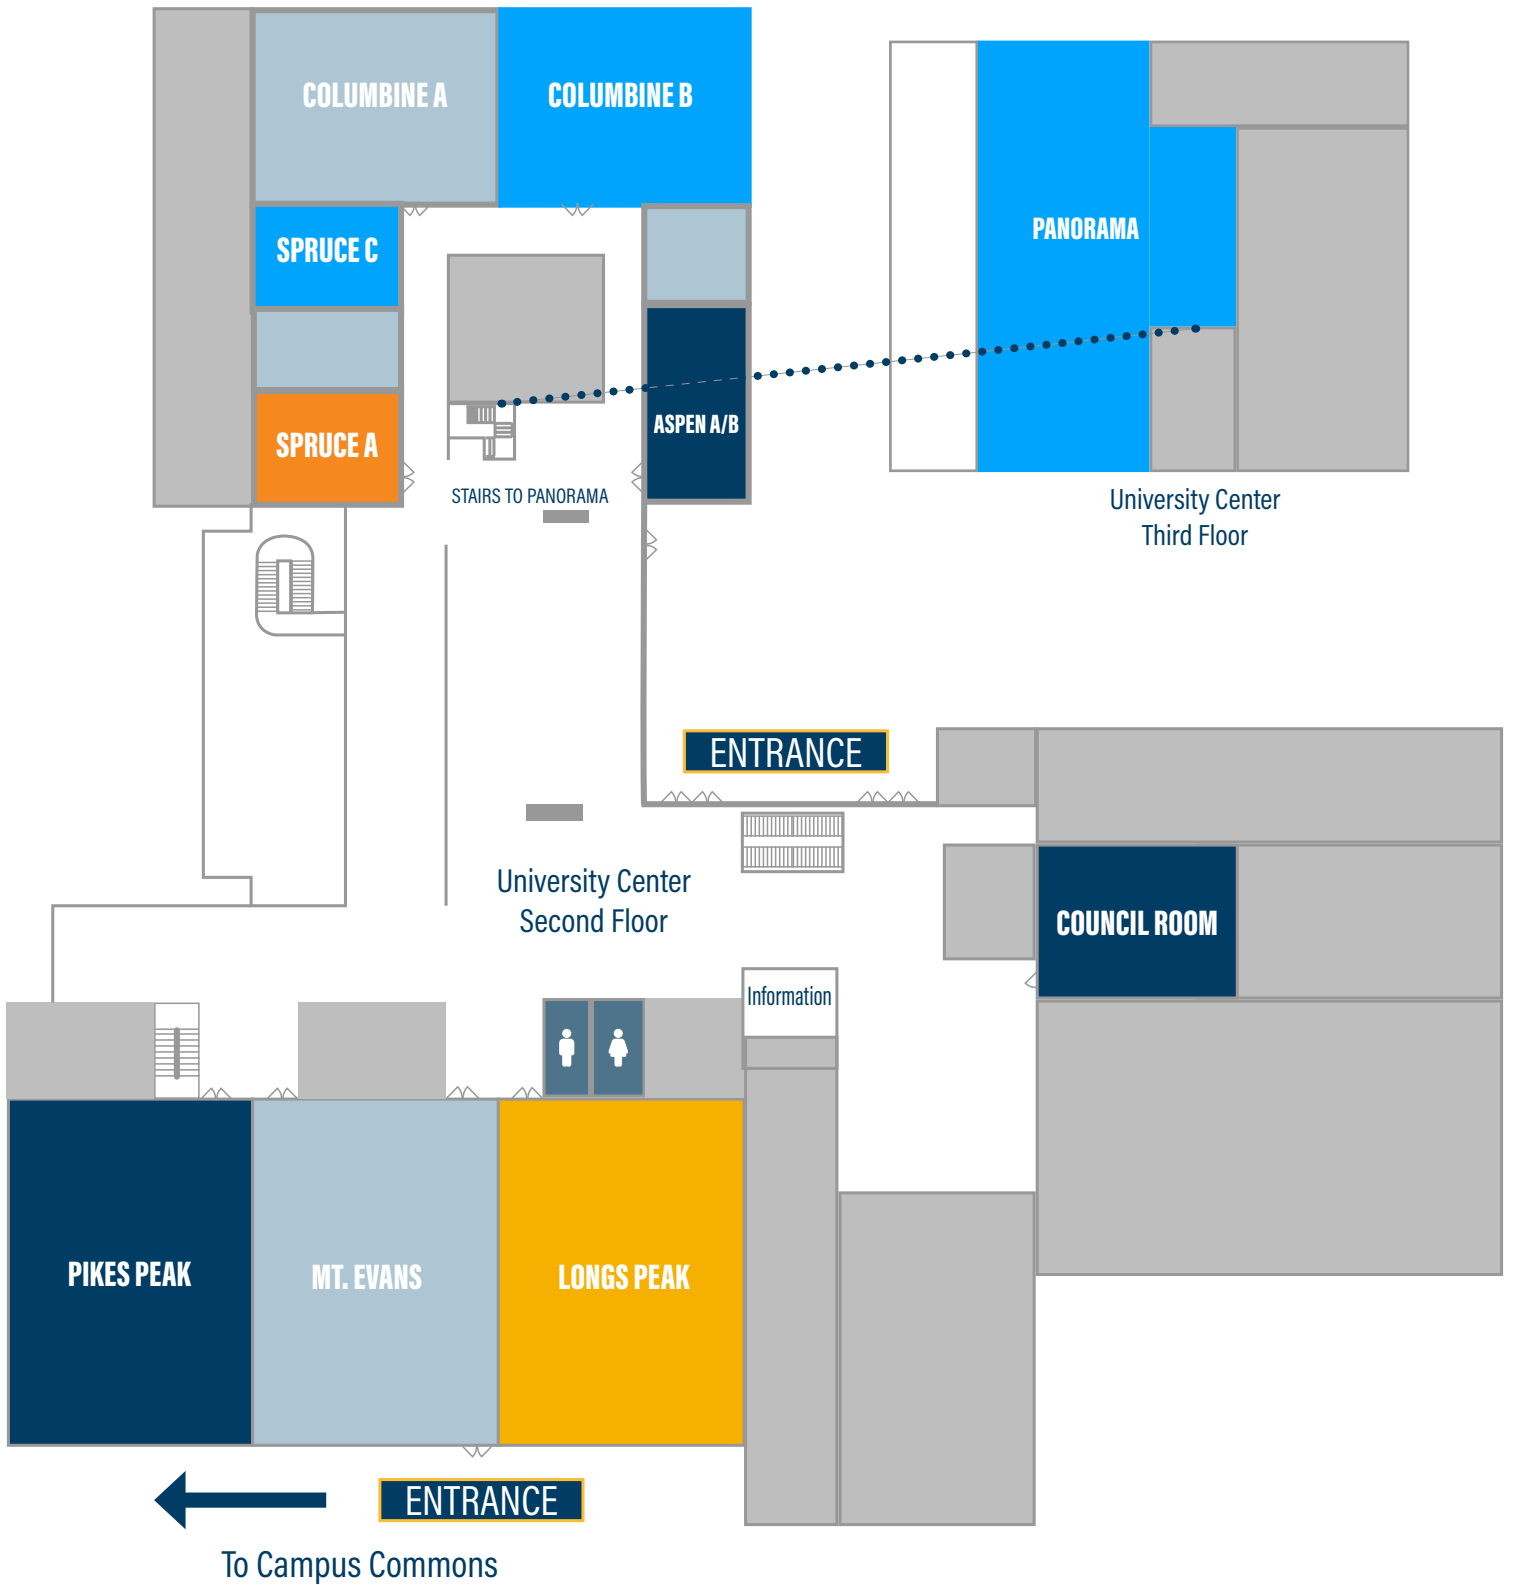 COLUMBINE A
COLUMBINE B
SPRUCE C
PANORAMA
SPRUCE A
ASPEN A/B
STAIRS TO PANORAMA
University Center
Third Floor
ENTRANCE
University Center
Second Floor
COUNCIL ROOM
Information
PIKES PEAK
MT. EVANS
LONGS PEAK
ENTRANCE
To Campus Commons